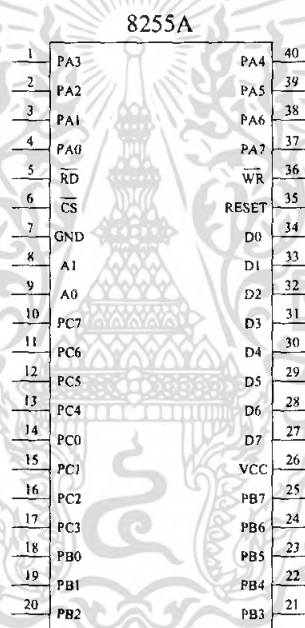 8255A
1 PA3 PA4 40
2 PA2 PA5 39
3 PA1 PA6 38
4 PA0 PA7 37
5 RD WR 36
6 CS RESET 35
7 GND D0 34
8 A1 D1 33
9 A0 D2 32
10 PC7 D3 31
11 PC6 D4 30
12 PC5 D5 29
13 PC4 D6 28
14 PC0 D7 27
15 PC1 VCC 26
16 PC2 PB7 25
17 PC3 PB6 24
18 PB0 PB5 23
19 PB1 PB4 22
20 PB2 PB3 21